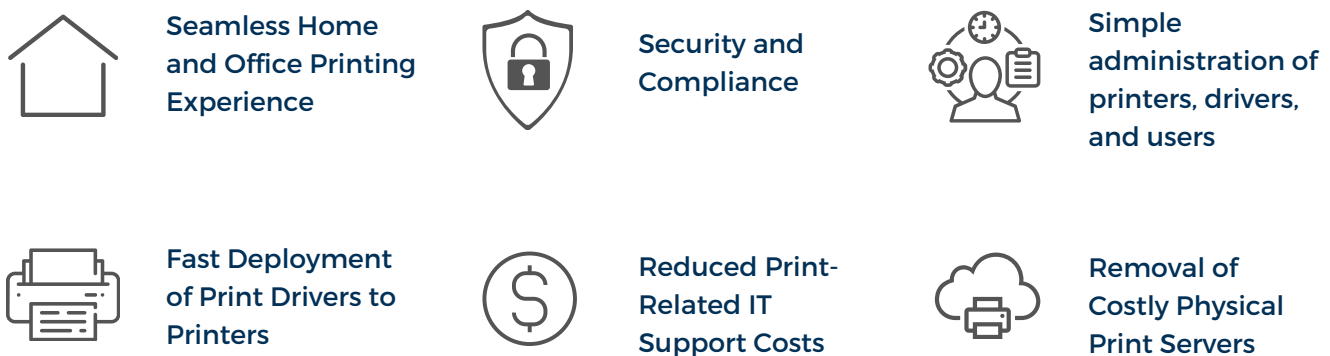 Seamless Home
and Office Printing
Experience
Security and
Compliance
Simple
administration of
printers, drivers,
and users
Fast Deployment
of Print Drivers to
Printers
Reduced Print-
Related IT
Support Costs
Removal of
Costly Physical
Print Servers